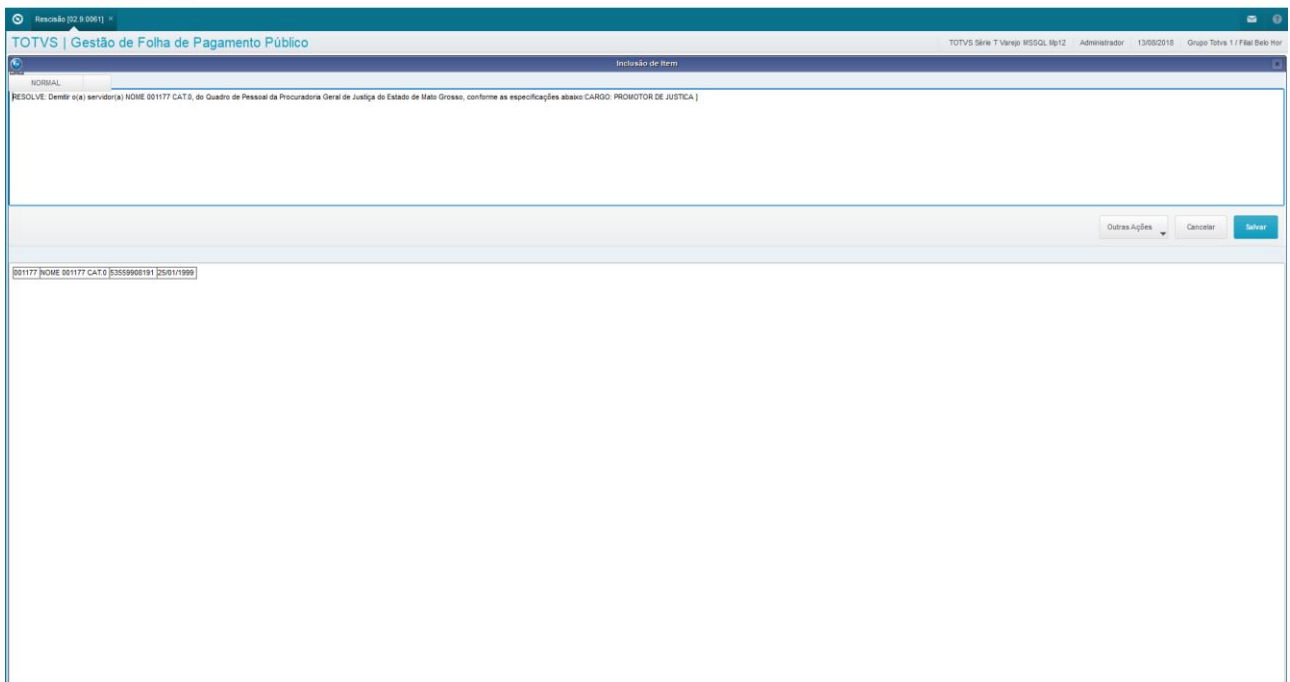 Rescisão [02.9.0061] ×
TOTVS | Gestão de Folha de Pagamento Público
TOTVS Série T Varejo MSSQL Mp12 Administrador 13/08/2018 Grupo Totvs 1 / Filial Belo Hor
Inclusão de Item
NORMAL
RESOLVE: Demitir o(a) servidor(a) NOME 001177 CAT.0, do Quadro de Pessoal da Procuradoria Geral de Justiça do Estado de Mato Grosso, conforme as especificações abaixo:CARGO: PROMOTOR DE JUSTICA ]
Outras Ações Cancelar Salvar
001177 NOME 001177 CAT.0 53559908191 25/01/1999